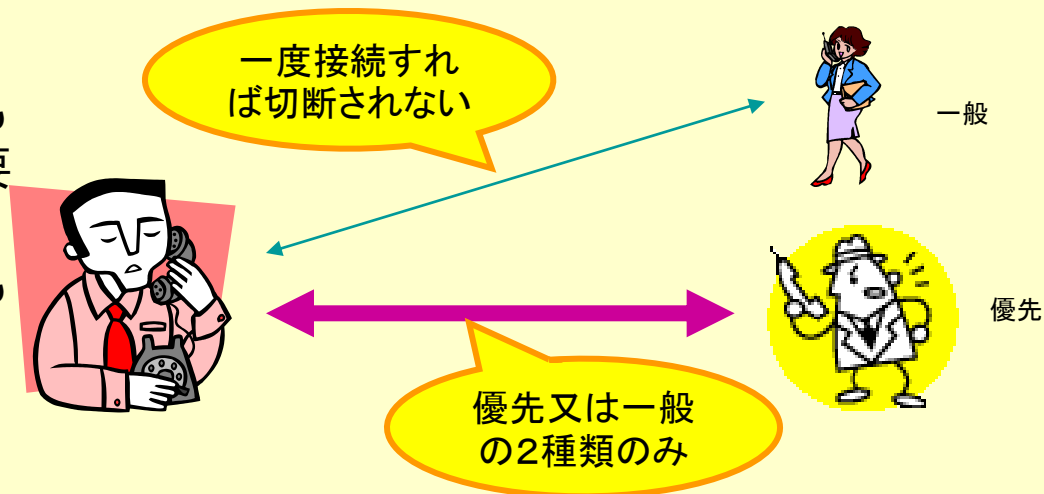 一度接続すれ
ば切断されない
一般
優先
優先又は一般
の2種類のみ